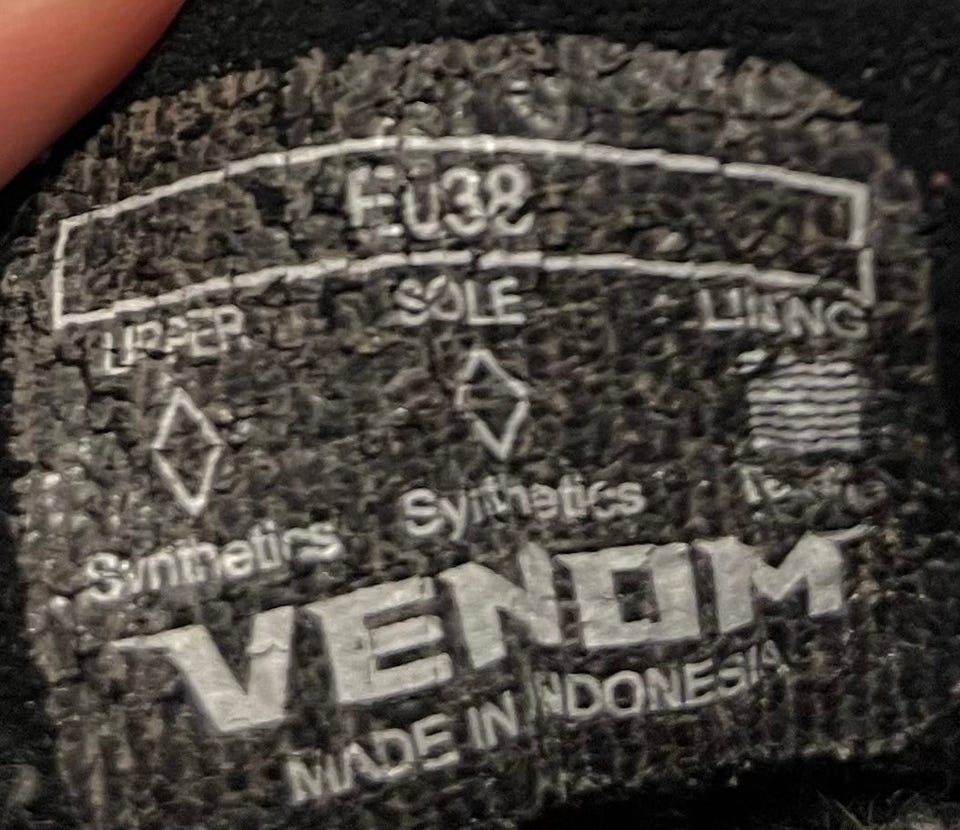 EU38
UPPER SOLE LINING
Synthetics Synthetics
VENOM
MADE IN INDONESIA